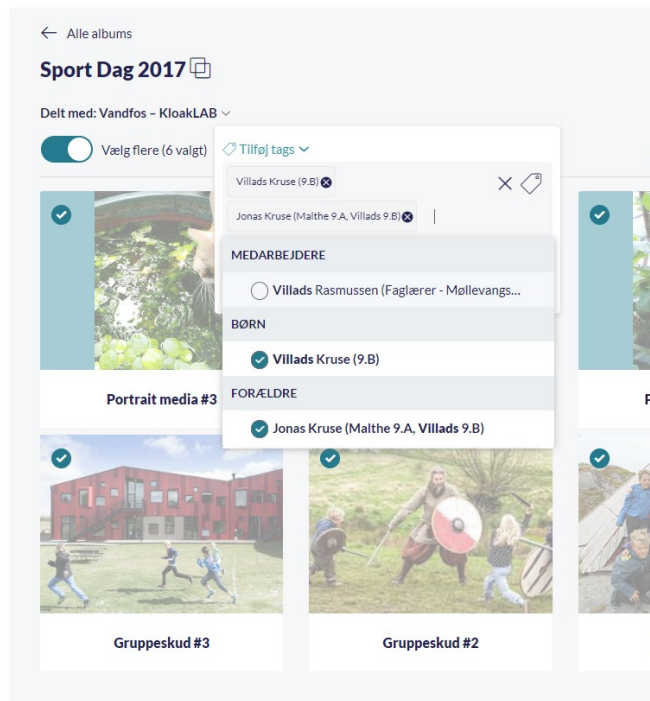 Alle albums
Sport Dag 2017
Delt med: Vandfos – KloakLAB
Vælg flere (6 valgt)
Tilføj tags
Villads Kruse (9.B)
Jonas Kruse (Malthe 9.A, Villads 9.B)
MEDARBEJDERE
Villads Rasmussen (Faglærer - Møllevangs...
BØRN
Villads Kruse (9.B)
FORÆLDRE
Jonas Kruse (Malthe 9.A, Villads 9.B)
Portrait media #3
Gruppeskud #3
Gruppeskud #2